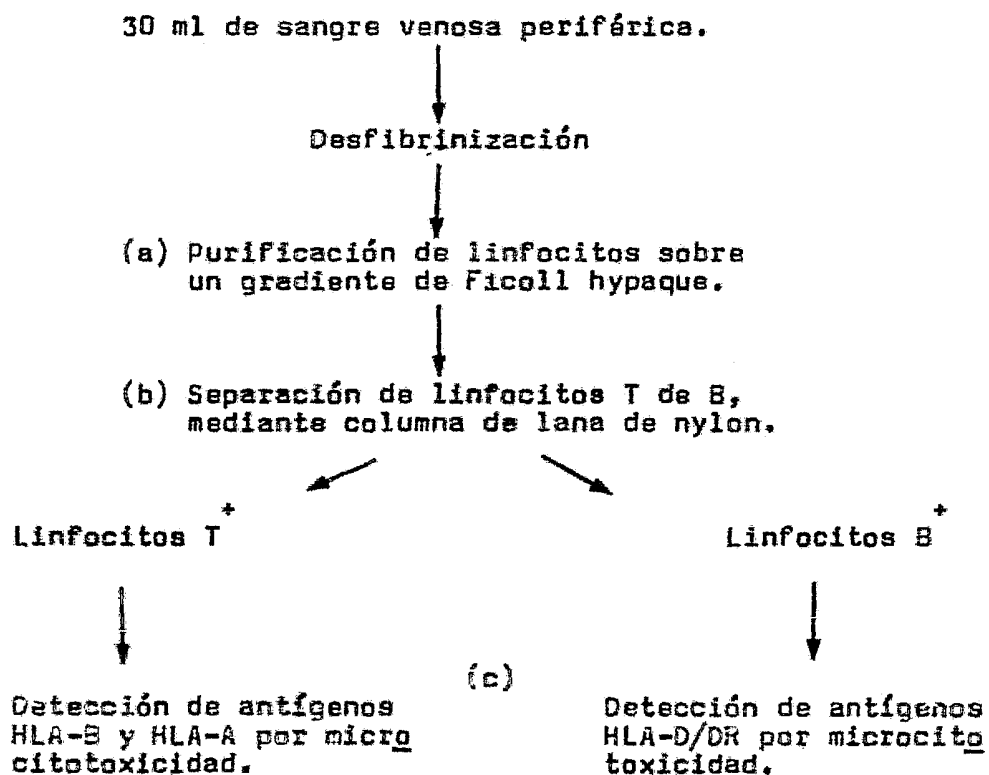 30 ml de sangre venosa periférica.
Desfibrinización
(a) Purificación de linfocitos sobre
un gradiente de Ficoll hypaque.
(b) Separación de linfocitos T de B,
mediante columna de lana de nylon.
Linfocitos T+
Linfocitos B+
(c)
Detección de antígenos
HLA-B y HLA-A por micro
citotoxicidad.
Detección de antígenos
HLA-D/DR por microcito
toxicidad.